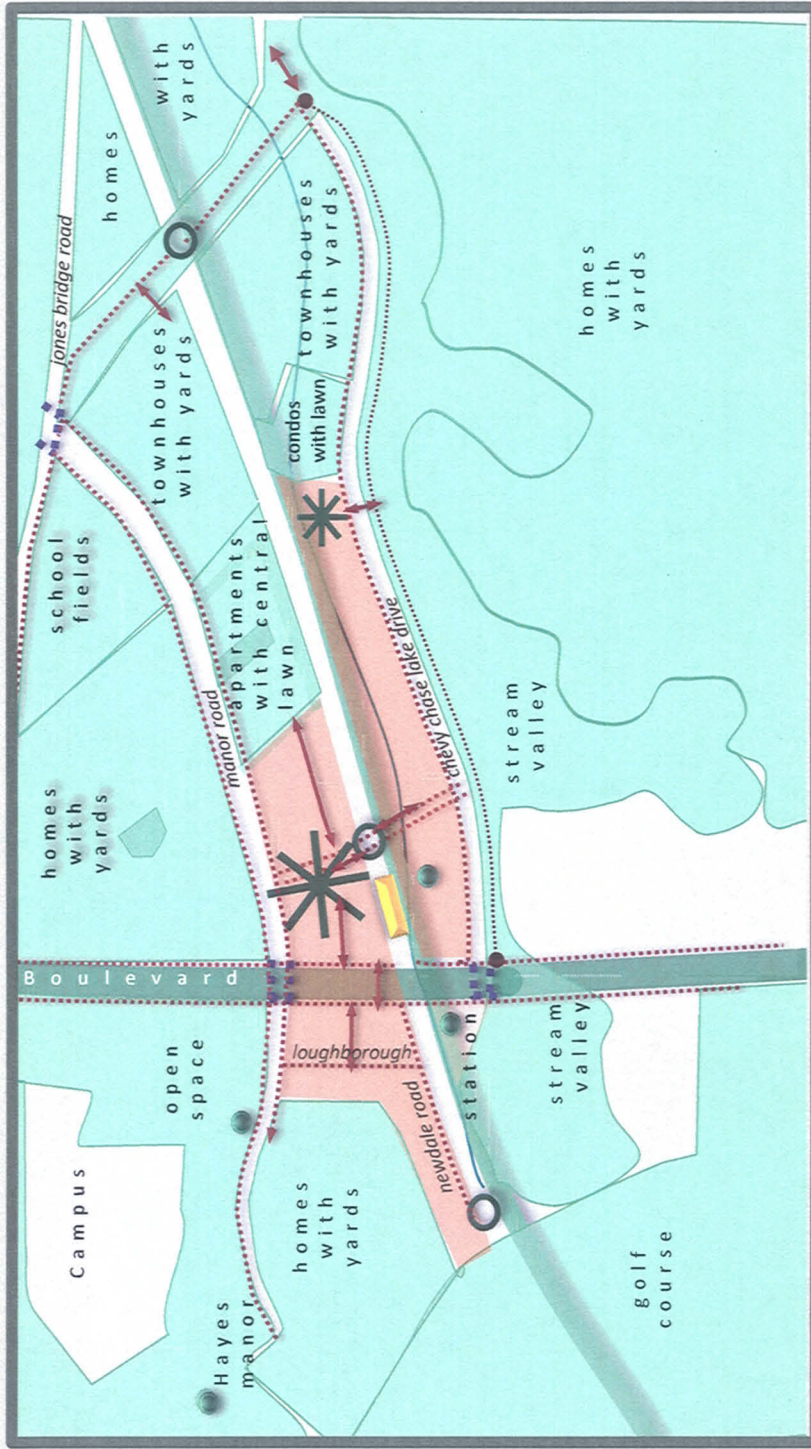 with
yards
homes
jones bridge road
townhouses
with yards
townhouses
with yards
homes
with
yards
condos
with lawn
school
fields
apartments
with central
lawn
manor road
chevy chase lake drive
stream
valley
homes
with
yards
Boulevard
loughborough
station
stream
valley
open
space
newdale road
Campus
homes
with
yards
golf
course
Hayes
manor